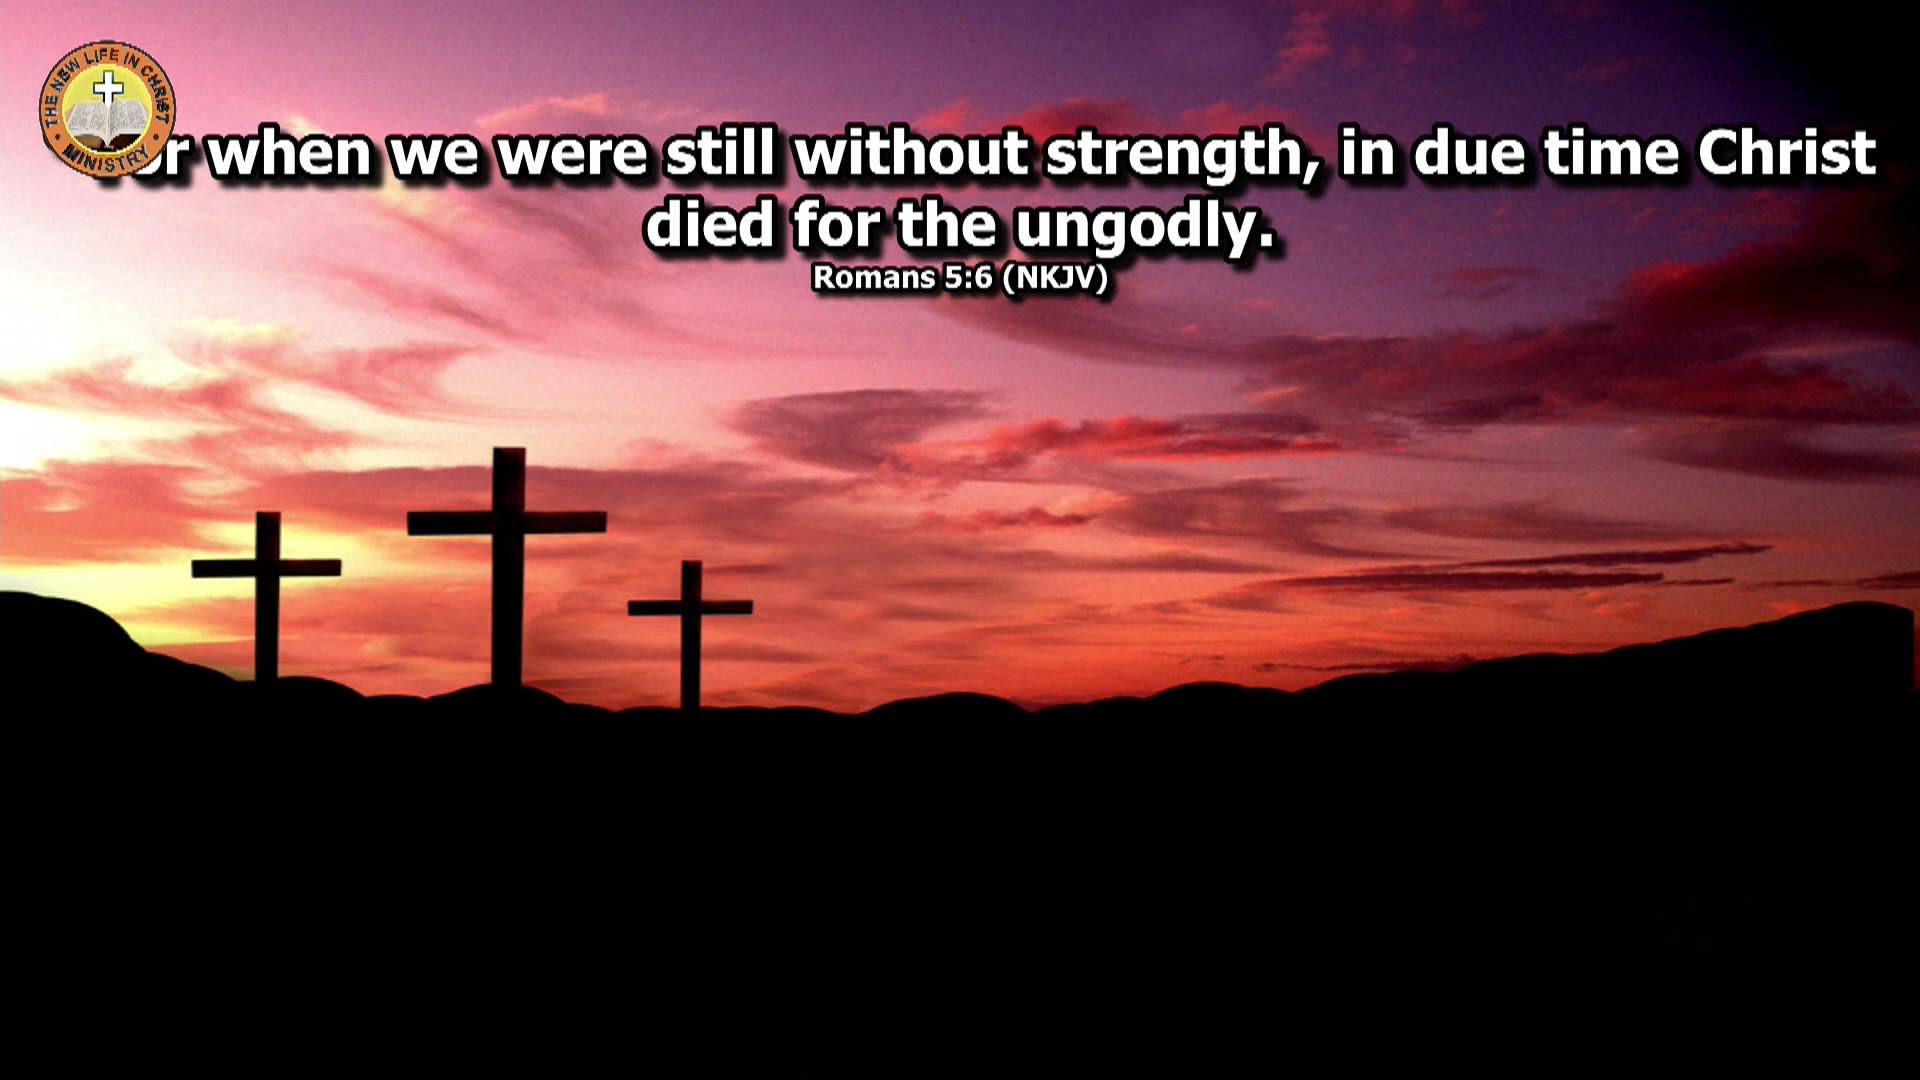 THE NEW LIFE IN CHRIST
MINISTRY
or when we were still without strength, in due time Christ
died for the ungodly.
Romans 5:6 (NKJV)